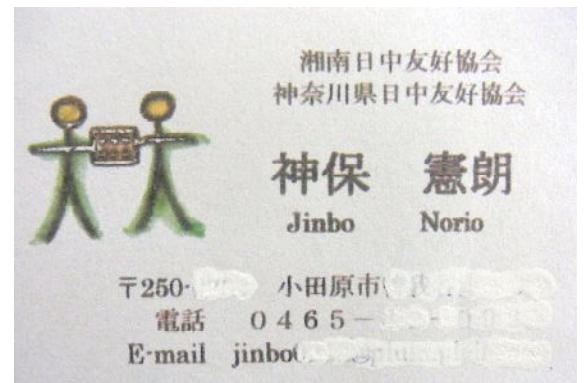 湘南日中友好協会
神奈川県日中友好協会
神保 憲朗
Jinbo Norio
〒250- 小田原市
電話 0465-
E-mail jinbo